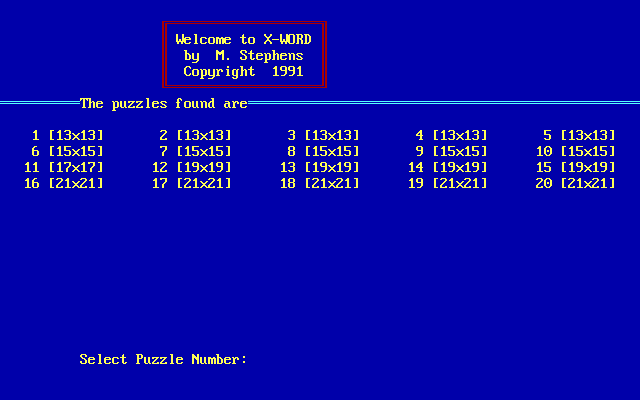 Welcome to X-WORD
by M. Stephens
Copyright 1991
The puzzles found are
1 [13x13] 2 [13x13] 3 [13x13] 4 [13x13] 5 [13x13]
6 [15x15] 7 [15x15] 8 [15x15] 9 [15x15] 10 [15x15]
11 [17x17] 12 [19x19] 13 [19x19] 14 [19x19] 15 [19x19]
16 [21x21] 17 [21x21] 18 [21x21] 19 [21x21] 20 [21x21]
Select Puzzle Number: